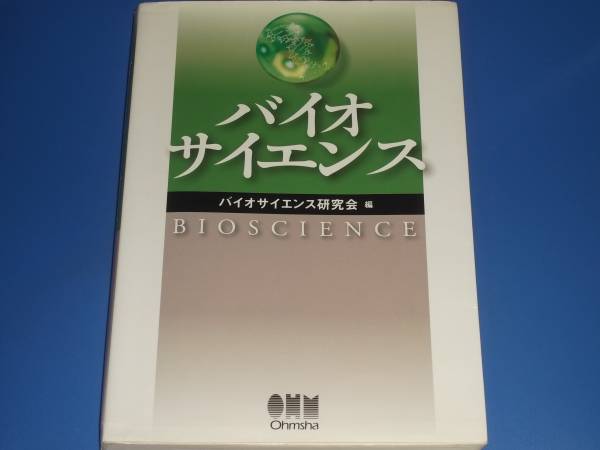 バイオ
サイエンス
バイオサイエンス研究会 編
BIOSCIENCE
OHM
Ohmsha